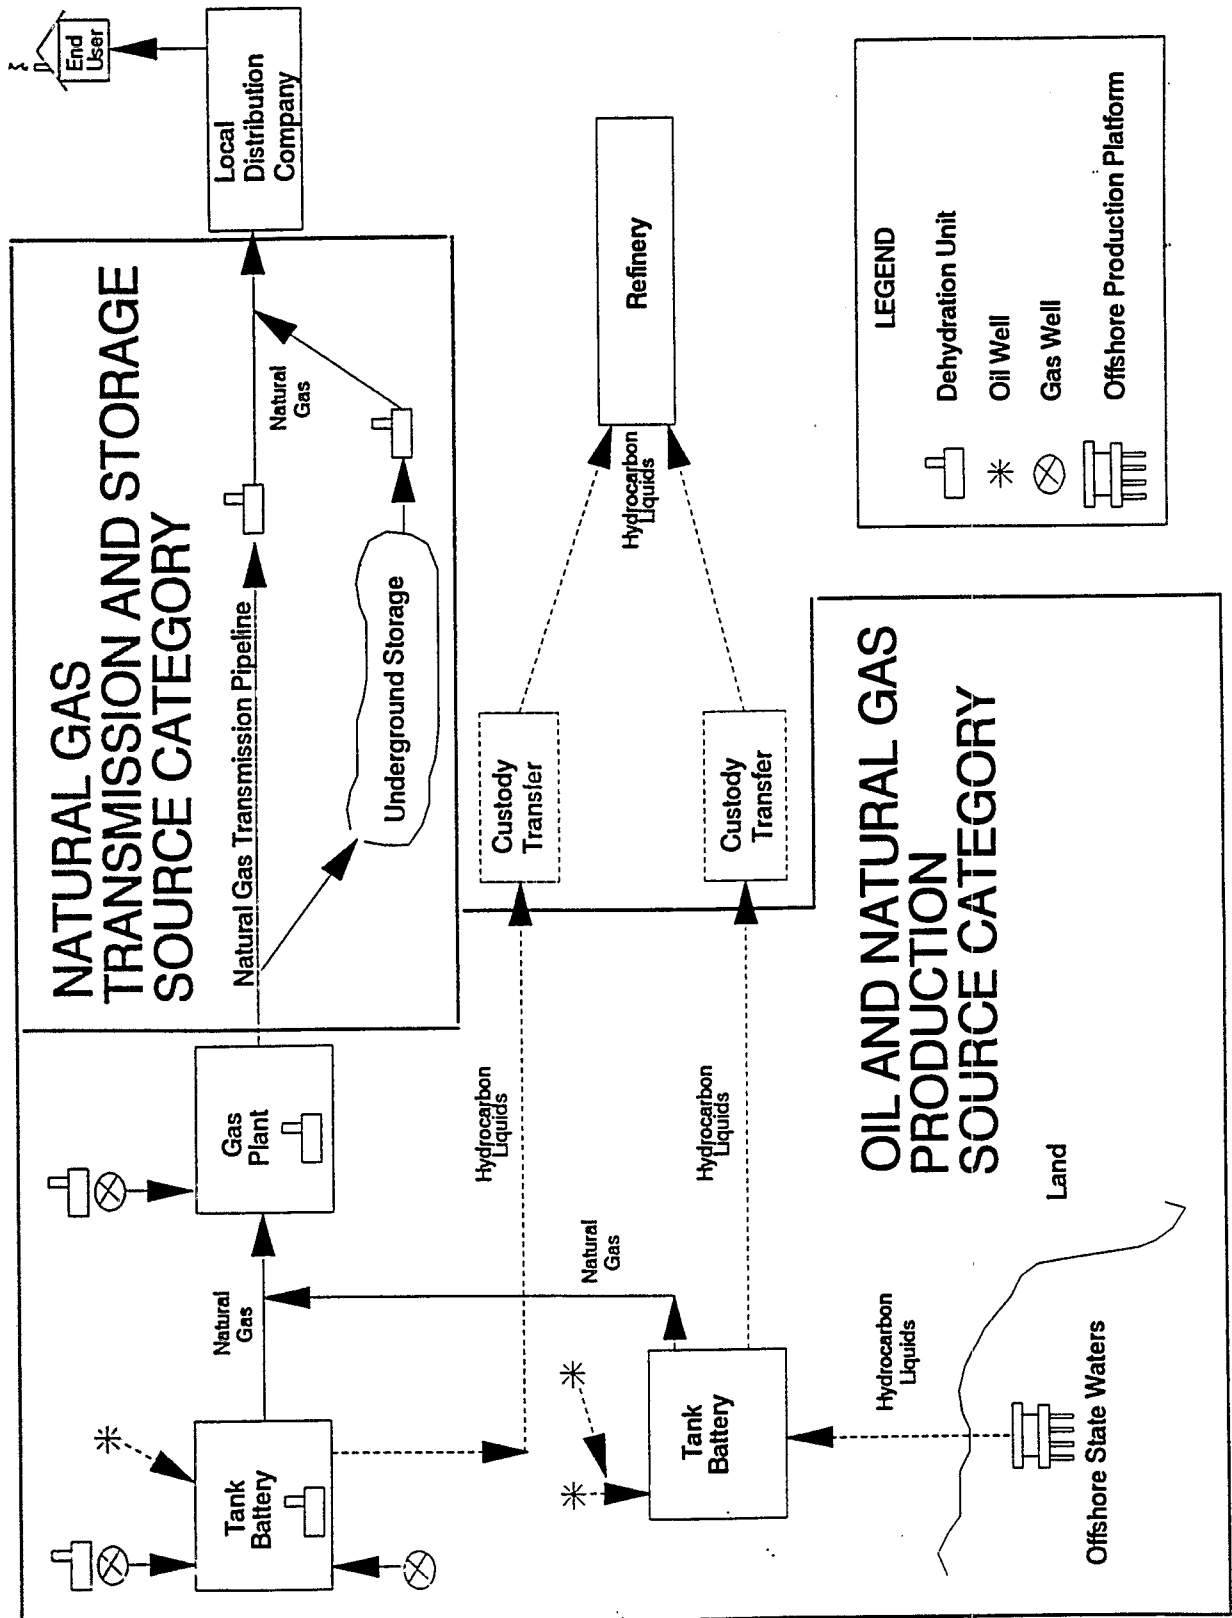 NATURAL GAS
TRANSMISSION AND STORAGE
SOURCE CATEGORY
End
User
Tank
Battery
Natural
Gas
Gas
Plant
Natural Gas Transmission Pipeline
Natural
Gas
Local
Distribution
Company
Underground Storage
Hydrocarbon
Liquids
Custody
Transfer
Natural
Gas
Hydrocarbon
Liquids
Refinery
Tank
Battery
Hydrocarbon
Liquids
Custody
Transfer
Hydrocarbon
Liquids
OIL AND NATURAL GAS
PRODUCTION
SOURCE CATEGORY
Land
Offshore State Waters
LEGEND
Dehydration Unit
Oil Well
Gas Well
Offshore Production Platform